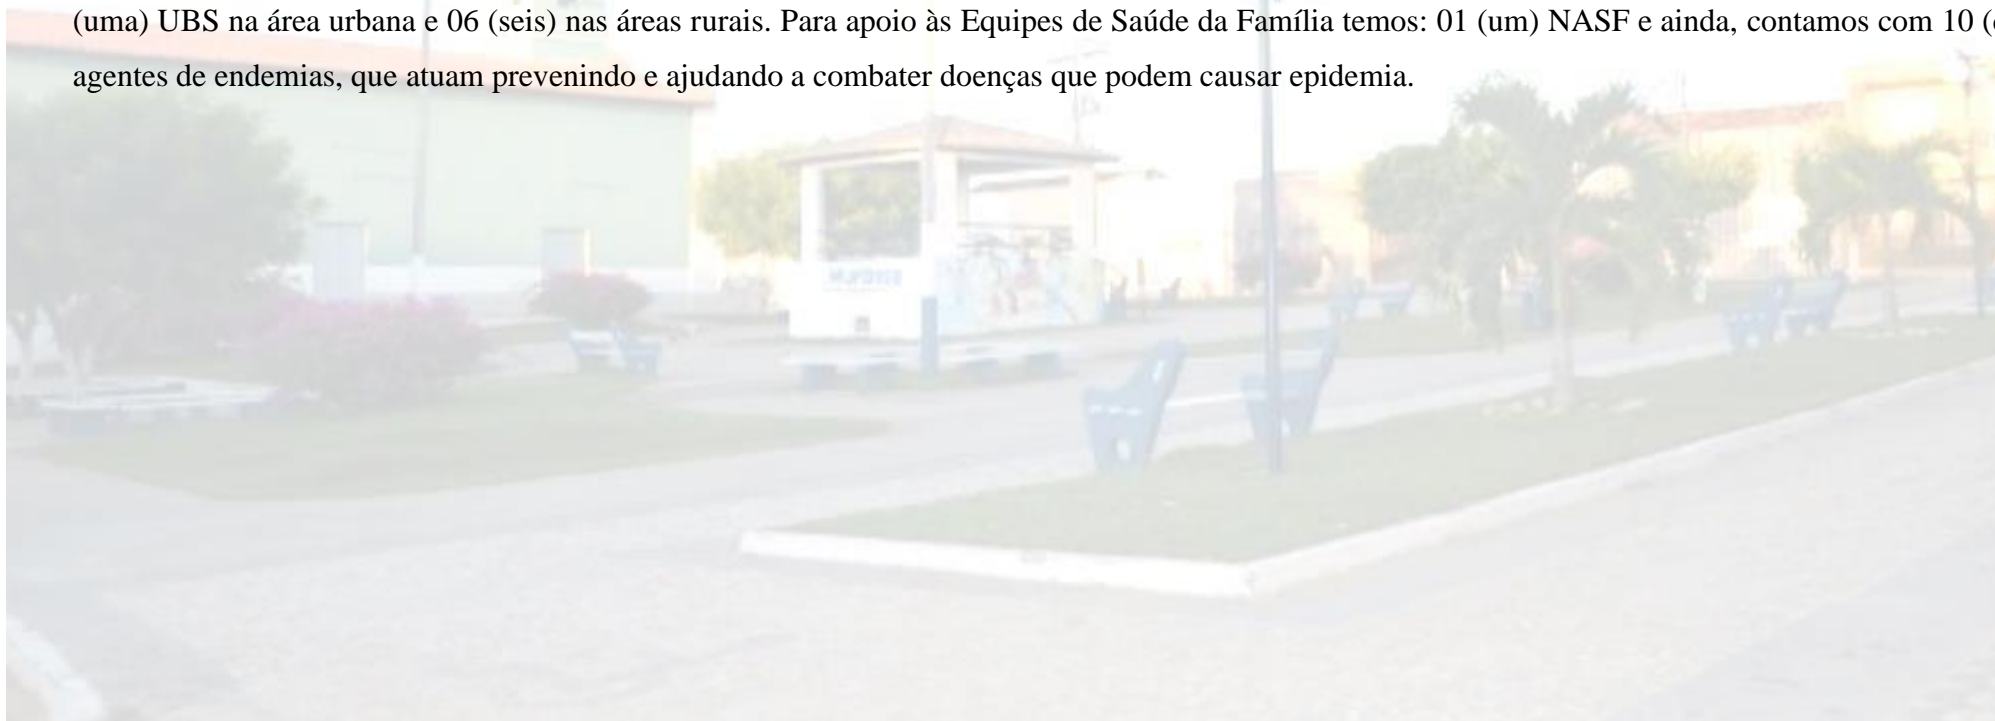 (uma) UBS na área urbana e 06 (seis) nas áreas rurais. Para apoio às Equipes de Saúde da Família temos: 01 (um) NASF e ainda, contamos com 10 (
agentes de endemias, que atuam prevenindo e ajudando a combater doenças que podem causar epidemia.